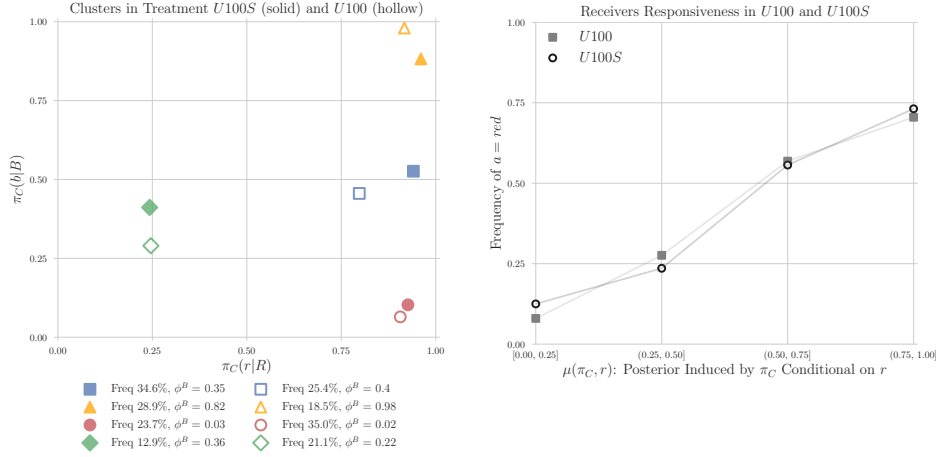 Clusters in Treatment U100S (solid) and U100 (hollow)
1.00
0.75
0.50
0.25
0.00
π_C(b|B)
0.00
0.25
0.50
0.75
1.00
π_C(r|R)
Freq 34.6%, ϕ^B = 0.35
Freq 25.4%, ϕ^B = 0.4
Freq 28.9%, ϕ^B = 0.82
Freq 18.5%, ϕ^B = 0.98
Freq 23.7%, ϕ^B = 0.03
Freq 35.0%, ϕ^B = 0.02
Freq 12.9%, ϕ^B = 0.36
Freq 21.1%, ϕ^B = 0.22
Receivers Responsiveness in U100 and U100S
U100
U100S
1.00
0.75
0.50
0.25
0.00
Frequency of a = red
[0.00, 0.25]
(0.25, 0.50]
(0.50, 0.75]
(0.75, 1.00]
μ(π_C, r): Posterior Induced by π_C Conditional on r